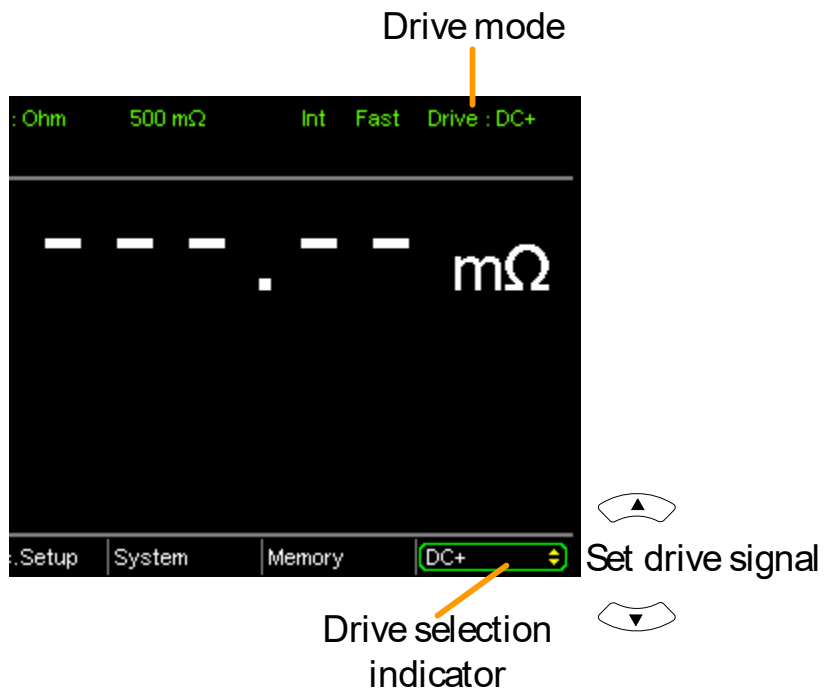 Drive mode
: Ohm 500 mΩ Int Fast Drive : DC+
---.-- mΩ
.Setup System Memory DC+
Set drive signal
Drive selection
indicator